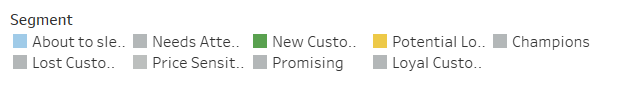 Segment
About to sle.. Needs Atte.. New Custo.. Potential Lo.. Champions
Lost Custo.. Price Sensit.. Promising Loyal Custo..